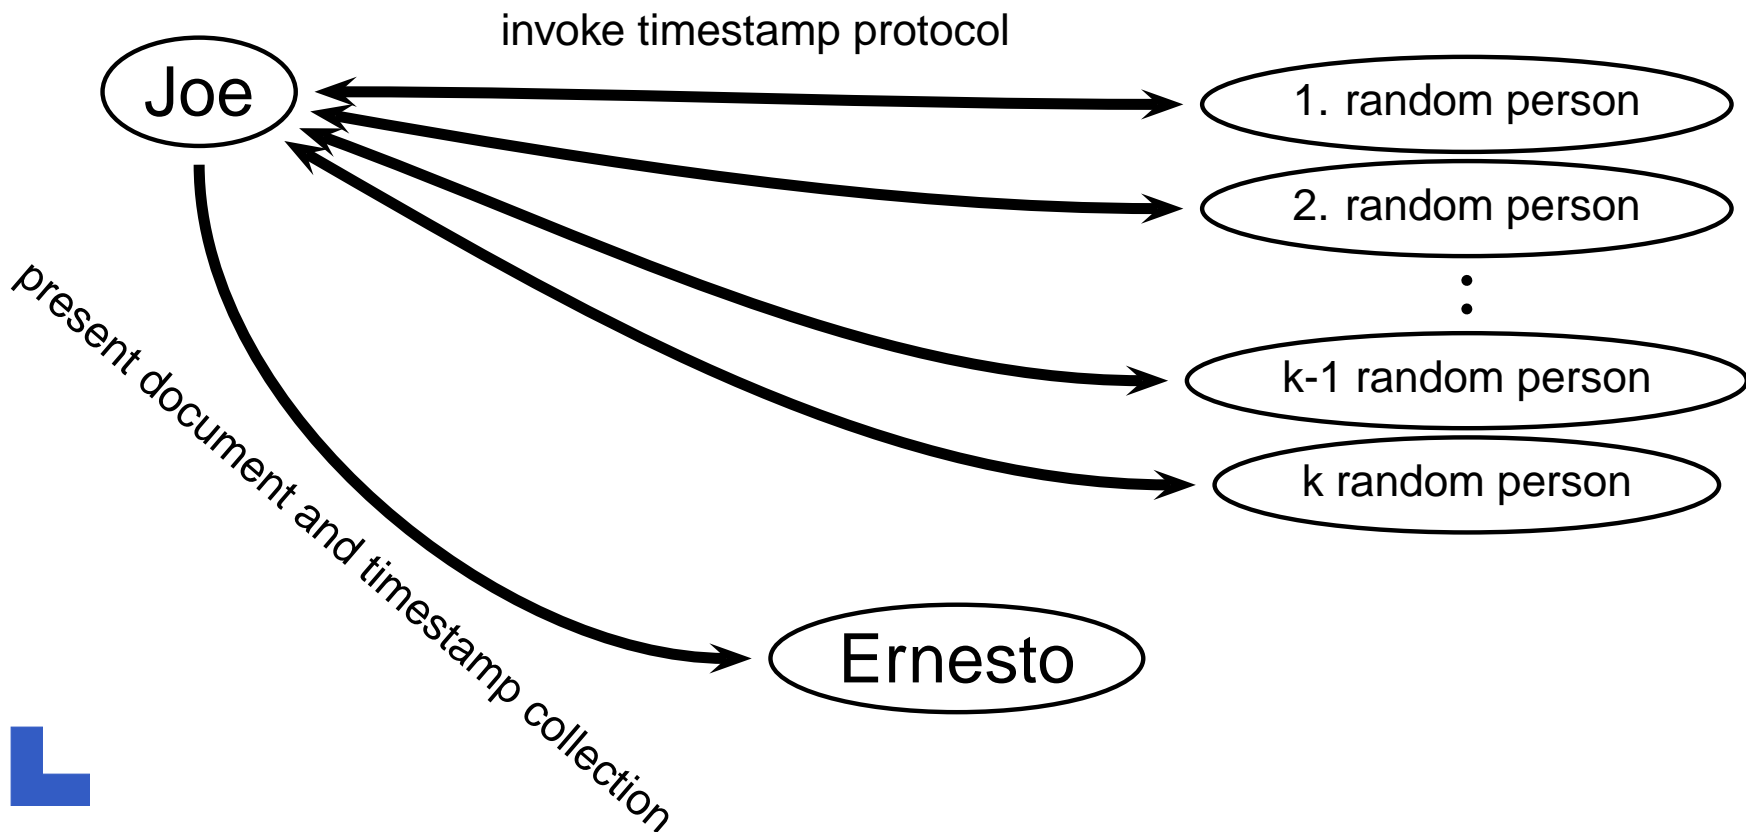 invoke timestamp protocol
Joe
1. random person
2. random person
k-1 random person
k random person
present document and timestamp collection
Ernesto